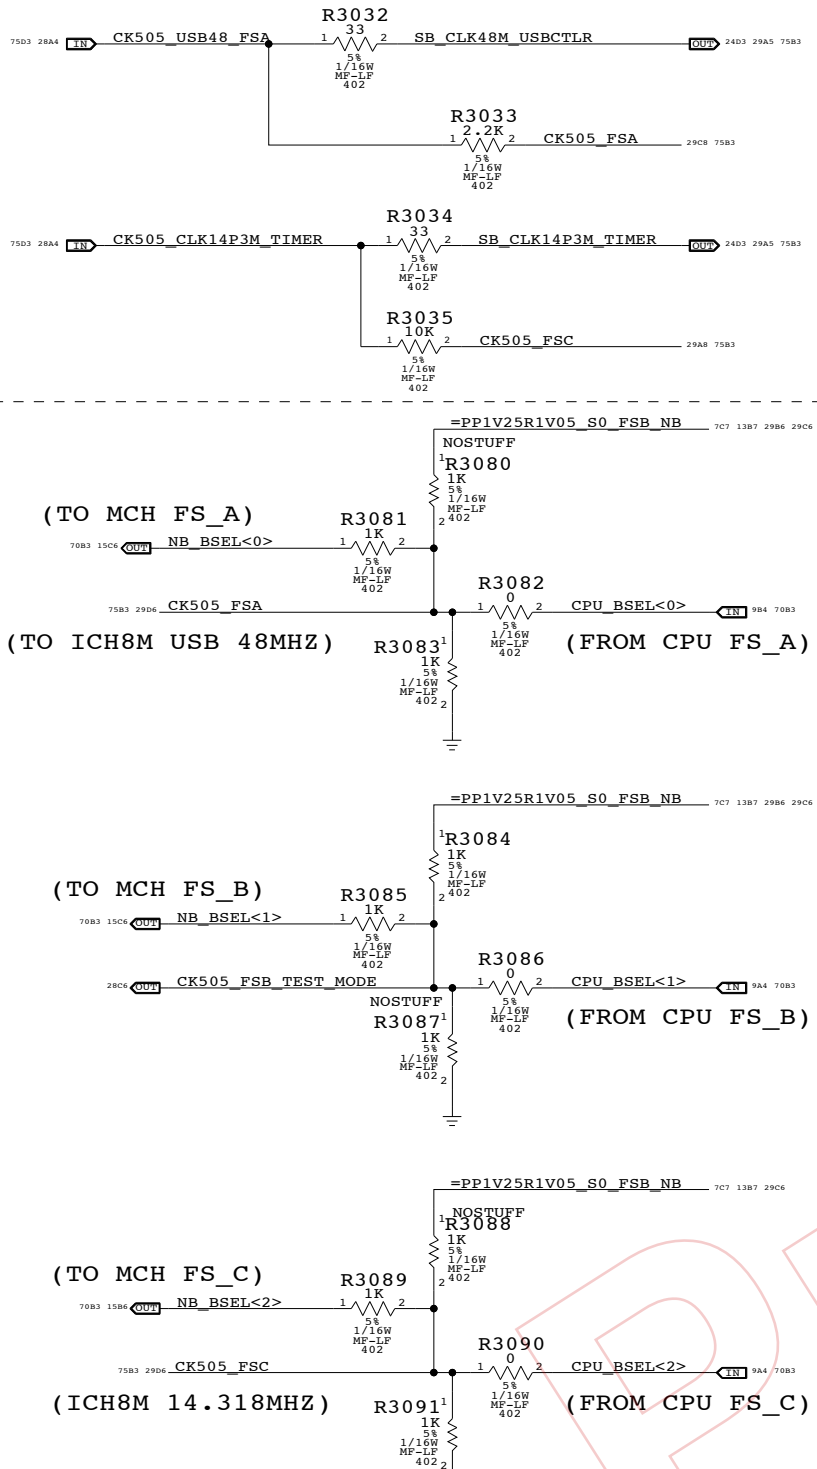 R3032
33
75D3 28A4 IN CK505_USB48_FSA 1 2 SB_CLK48M_USBCTLR OUT 24D3 29A5 75B3
5%
1/16W
MF-LF
402
R3033
2.2K
1 2 CK505_FSA 29C8 75B3
5%
1/16W
MF-LF
402
R3034
33
75D3 28A4 IN CK505_CLK14P3M_TIMER 1 2 SB_CLK14P3M_TIMER OUT 24D3 29A5 75B3
5%
1/16W
MF-LF
402
R3035
10K
1 2 CK505_FSC 29A8 75B3
5%
1/16W
MF-LF
402
=PP1V25R1V05_S0_FSB_NB 7C7 13B7 29B6 29C6
NOSTUFF
1 R3080
1K
5%
1/16W
MF-LF
2 402
(TO MCH FS_A)
R3081
1K
70B3 15C6 OUT NB_BSEL<0> 1 2
5%
1/16W
MF-LF
402
R3082
0
75B3 29D6 CK505_FSA 1 2 CPU_BSEL<0> IN 9B4 70B3
5%
1/16W
MF-LF
402
(TO ICH8M USB 48MHZ) (FROM CPU FS_A)
R3083 1
1K
5%
1/16W
MF-LF
402 2
=PP1V25R1V05_S0_FSB_NB 7C7 13B7 29B6 29C6
1 R3084
1K
5%
1/16W
MF-LF
2 402
(TO MCH FS_B)
R3085
1K
70B3 15C6 OUT NB_BSEL<1> 1 2
5%
1/16W
MF-LF
402
R3086
0
28C6 OUT CK505_FSB_TEST_MODE 1 2 CPU_BSEL<1> IN 9A4 70B3
5%
1/16W
MF-LF
402
NOSTUFF
(FROM CPU FS_B)
R3087 1
1K
5%
1/16W
MF-LF
402 2
=PP1V25R1V05_S0_FSB_NB 7C7 13B7 29C6
NOSTUFF
1 R3088
1K
5%
1/16W
MF-LF
2 402
(TO MCH FS_C)
R3089
1K
70B3 15B6 OUT NB_BSEL<2> 1 2
5%
1/16W
MF-LF
402
R3090
0
75B3 29D6 CK505_FSC 1 2 CPU_BSEL<2> IN 9A4 70B3
5%
1/16W
MF-LF
402
(ICH8M 14.318MHZ) (FROM CPU FS_C)
R3091 1
1K
5%
1/16W
MF-LF
402 2